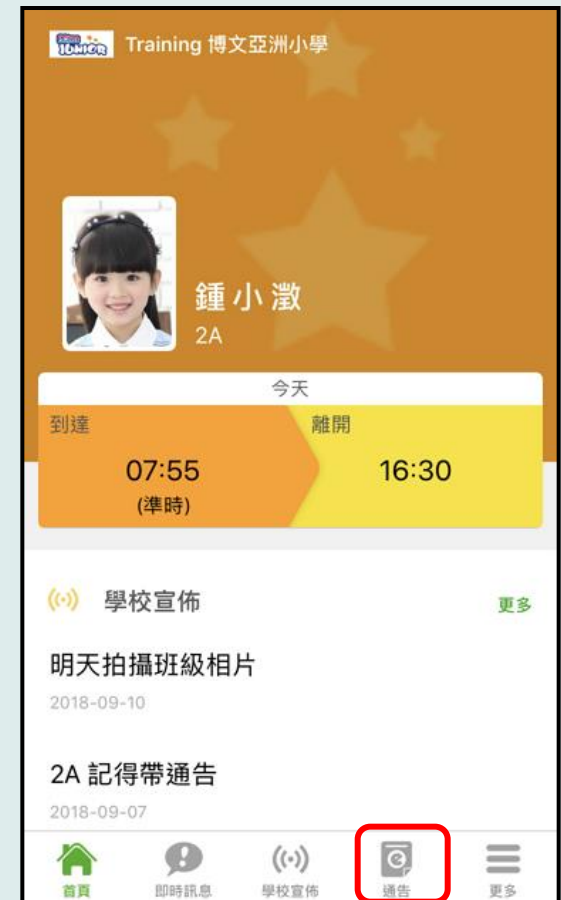 JUNIOR Training 博文亞洲小學
鍾小澂
2A
今天
到達 離開
07:55 16:30
(準時)
學校宣佈 更多
明天拍攝班級相片
2018-09-10
2A 記得帶通告
2018-09-07
首頁 即時訊息 學校宣佈 通告 更多